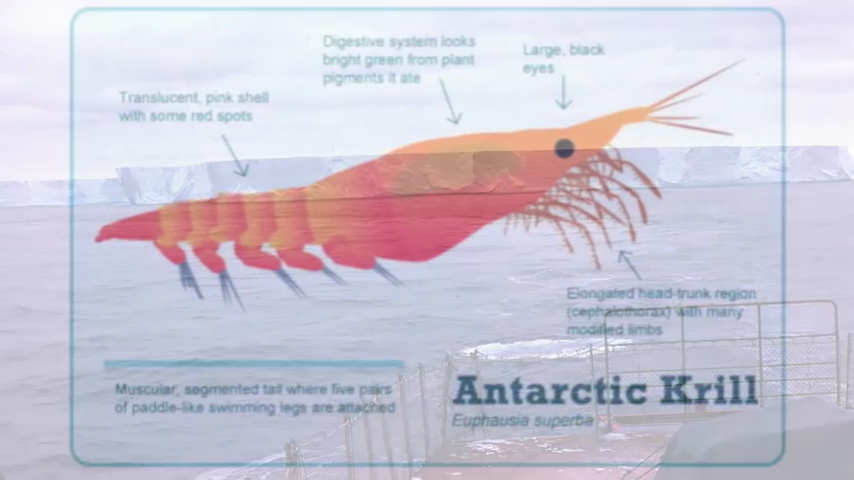 Digestive system looks
bright green from plant
pigments it ate
Large, black
eyes
Translucent, pink shell
with some red spots
Elongated head-trunk region
(cephalothorax) with many
modified limbs
Muscular, segmented tail where five pairs
of paddle-like swimming legs are attached
Antarctic Krill
Euphausia superba